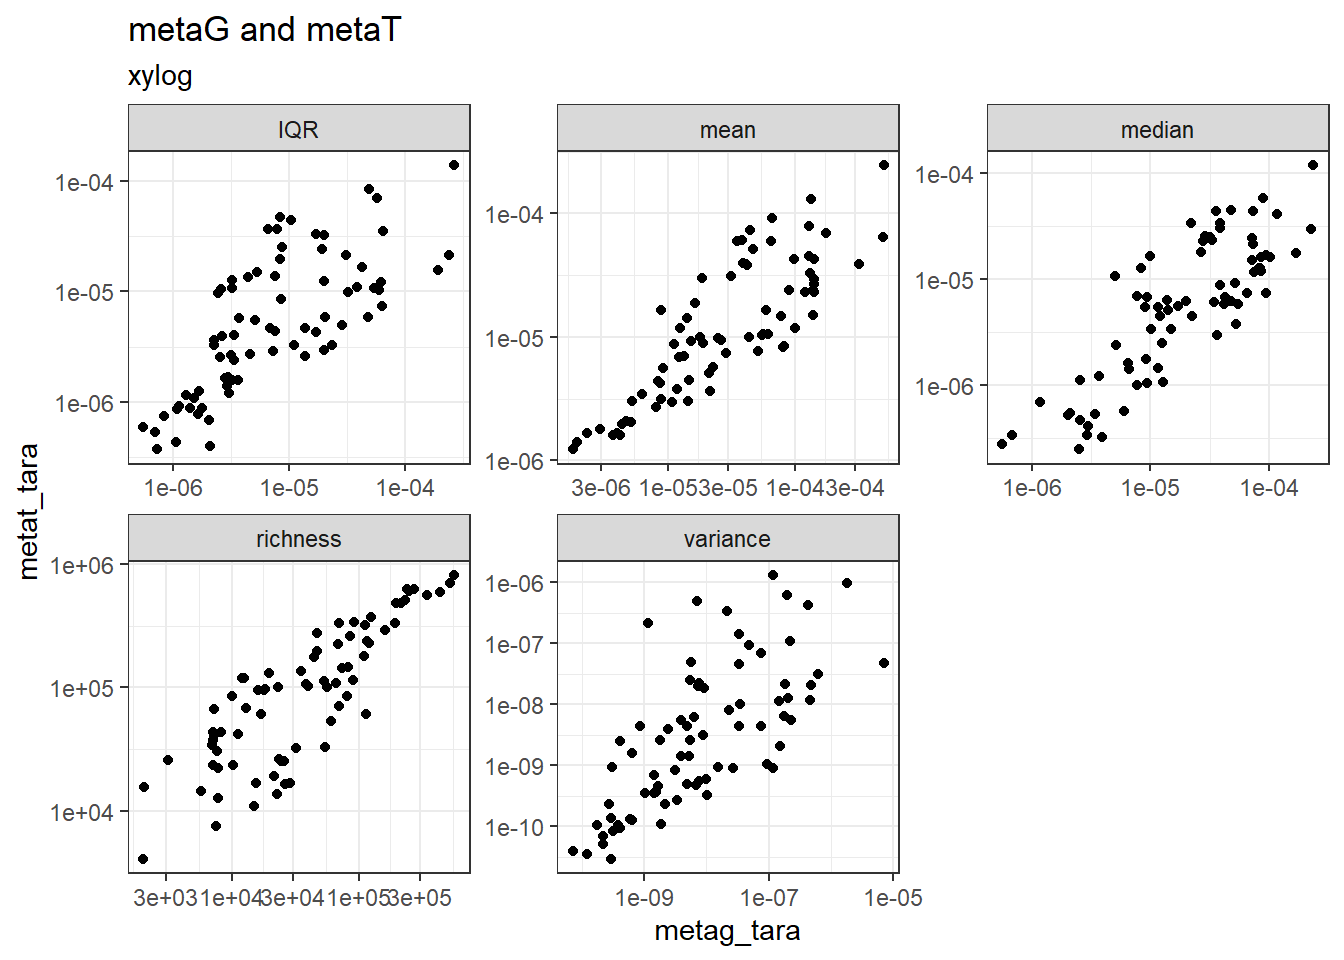 metaG and metaT
xylog
IQR
mean
median
1e-04
1e-05
1e-06
1e-04
1e-05
1e-06
1e-04
1e-05
1e-06
1e-06 1e-05 1e-04
3e-06 1e-05 3e-05 1e-04 3e-04
1e-06 1e-05 1e-04
metat_tara
richness
variance
1e+06
1e+05
1e+04
1e-06
1e-07
1e-08
1e-09
1e-10
3e+03 1e+04 3e+04 1e+05 3e+05
1e-09 1e-07 1e-05
metag_tara